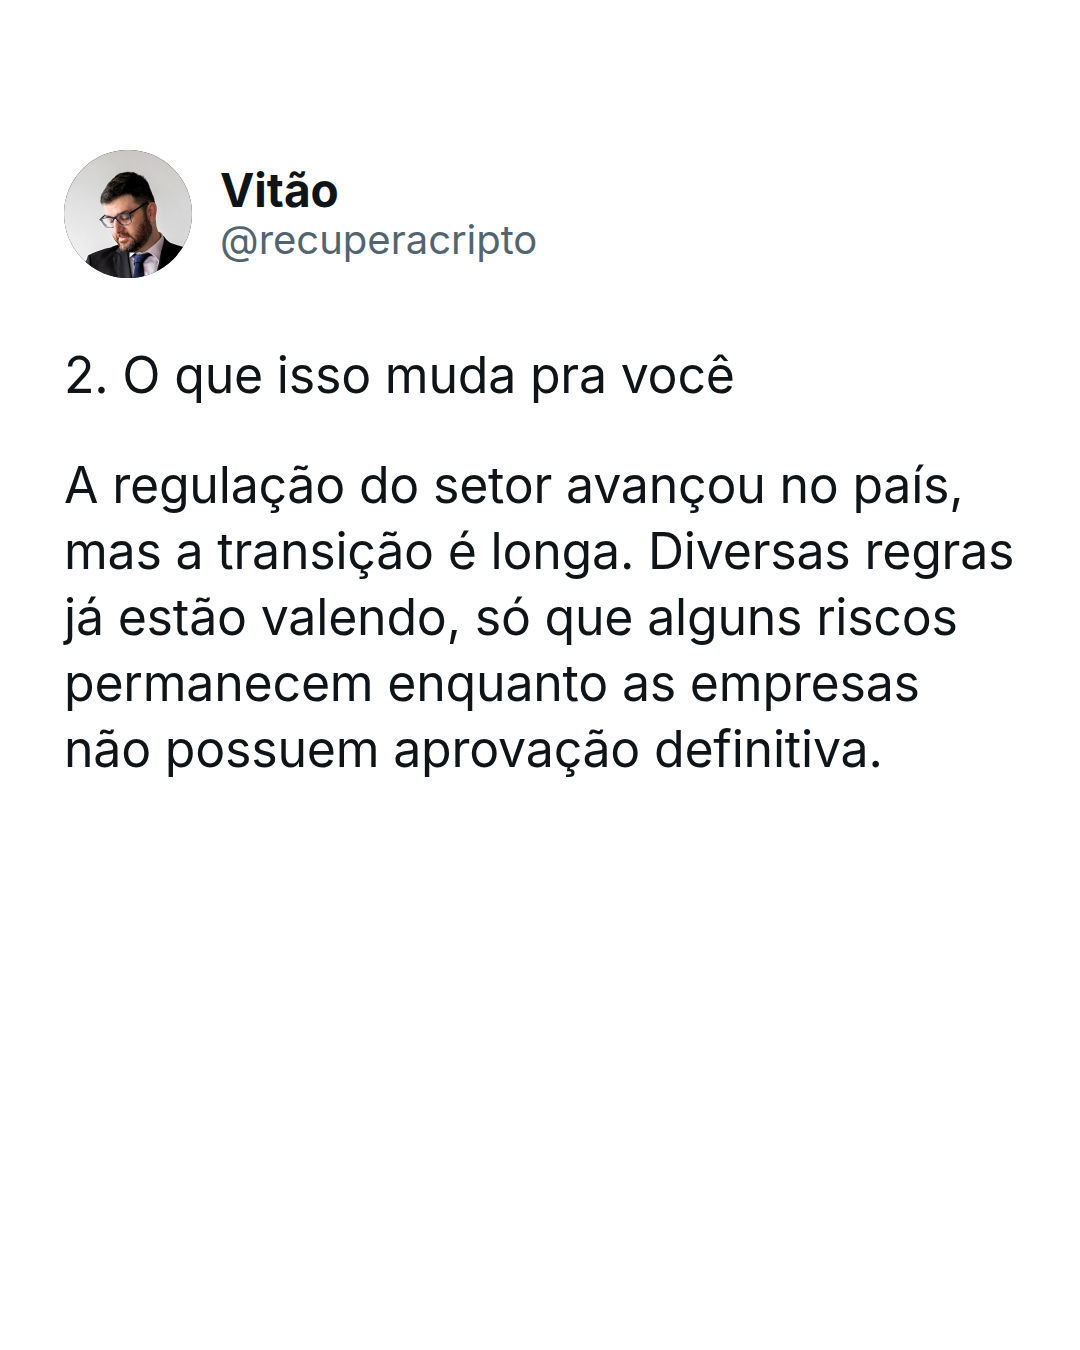 Vitão
@recuperacripto
2. O que isso muda pra você
A regulação do setor avançou no país,
mas a transição é longa. Diversas regras
já estão valendo, só que alguns riscos
permanecem enquanto as empresas
não possuem aprovação definitiva.